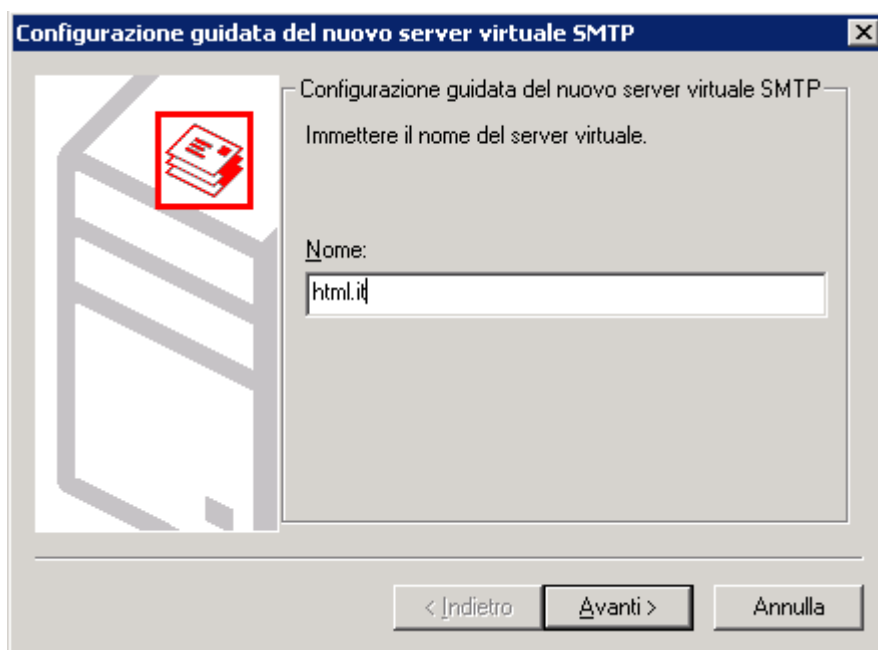 Configurazione guidata del nuovo server virtuale SMTP
Configurazione guidata del nuovo server virtuale SMTP
Immettere il nome del server virtuale.
Nome:
html.it
< Indietro
Avanti >
Annulla